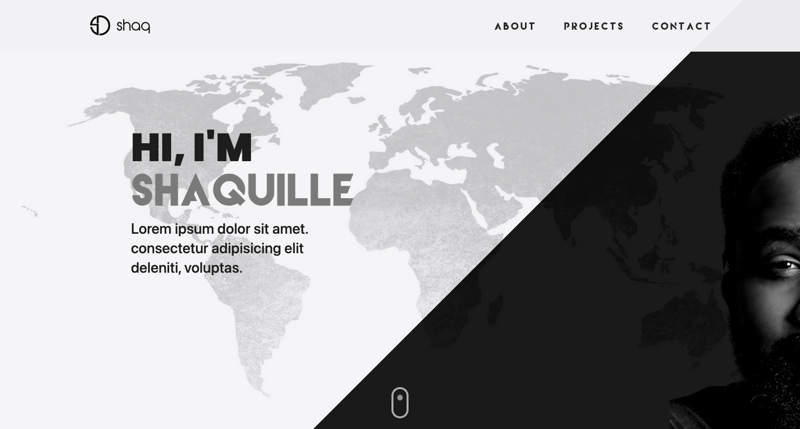 shaq
ABOUT PROJECTS CONTACT
HI, I'M
SHAQUILLE
Lorem ipsum dolor sit amet.
consectetur adipisicing elit
deleniti, voluptas.